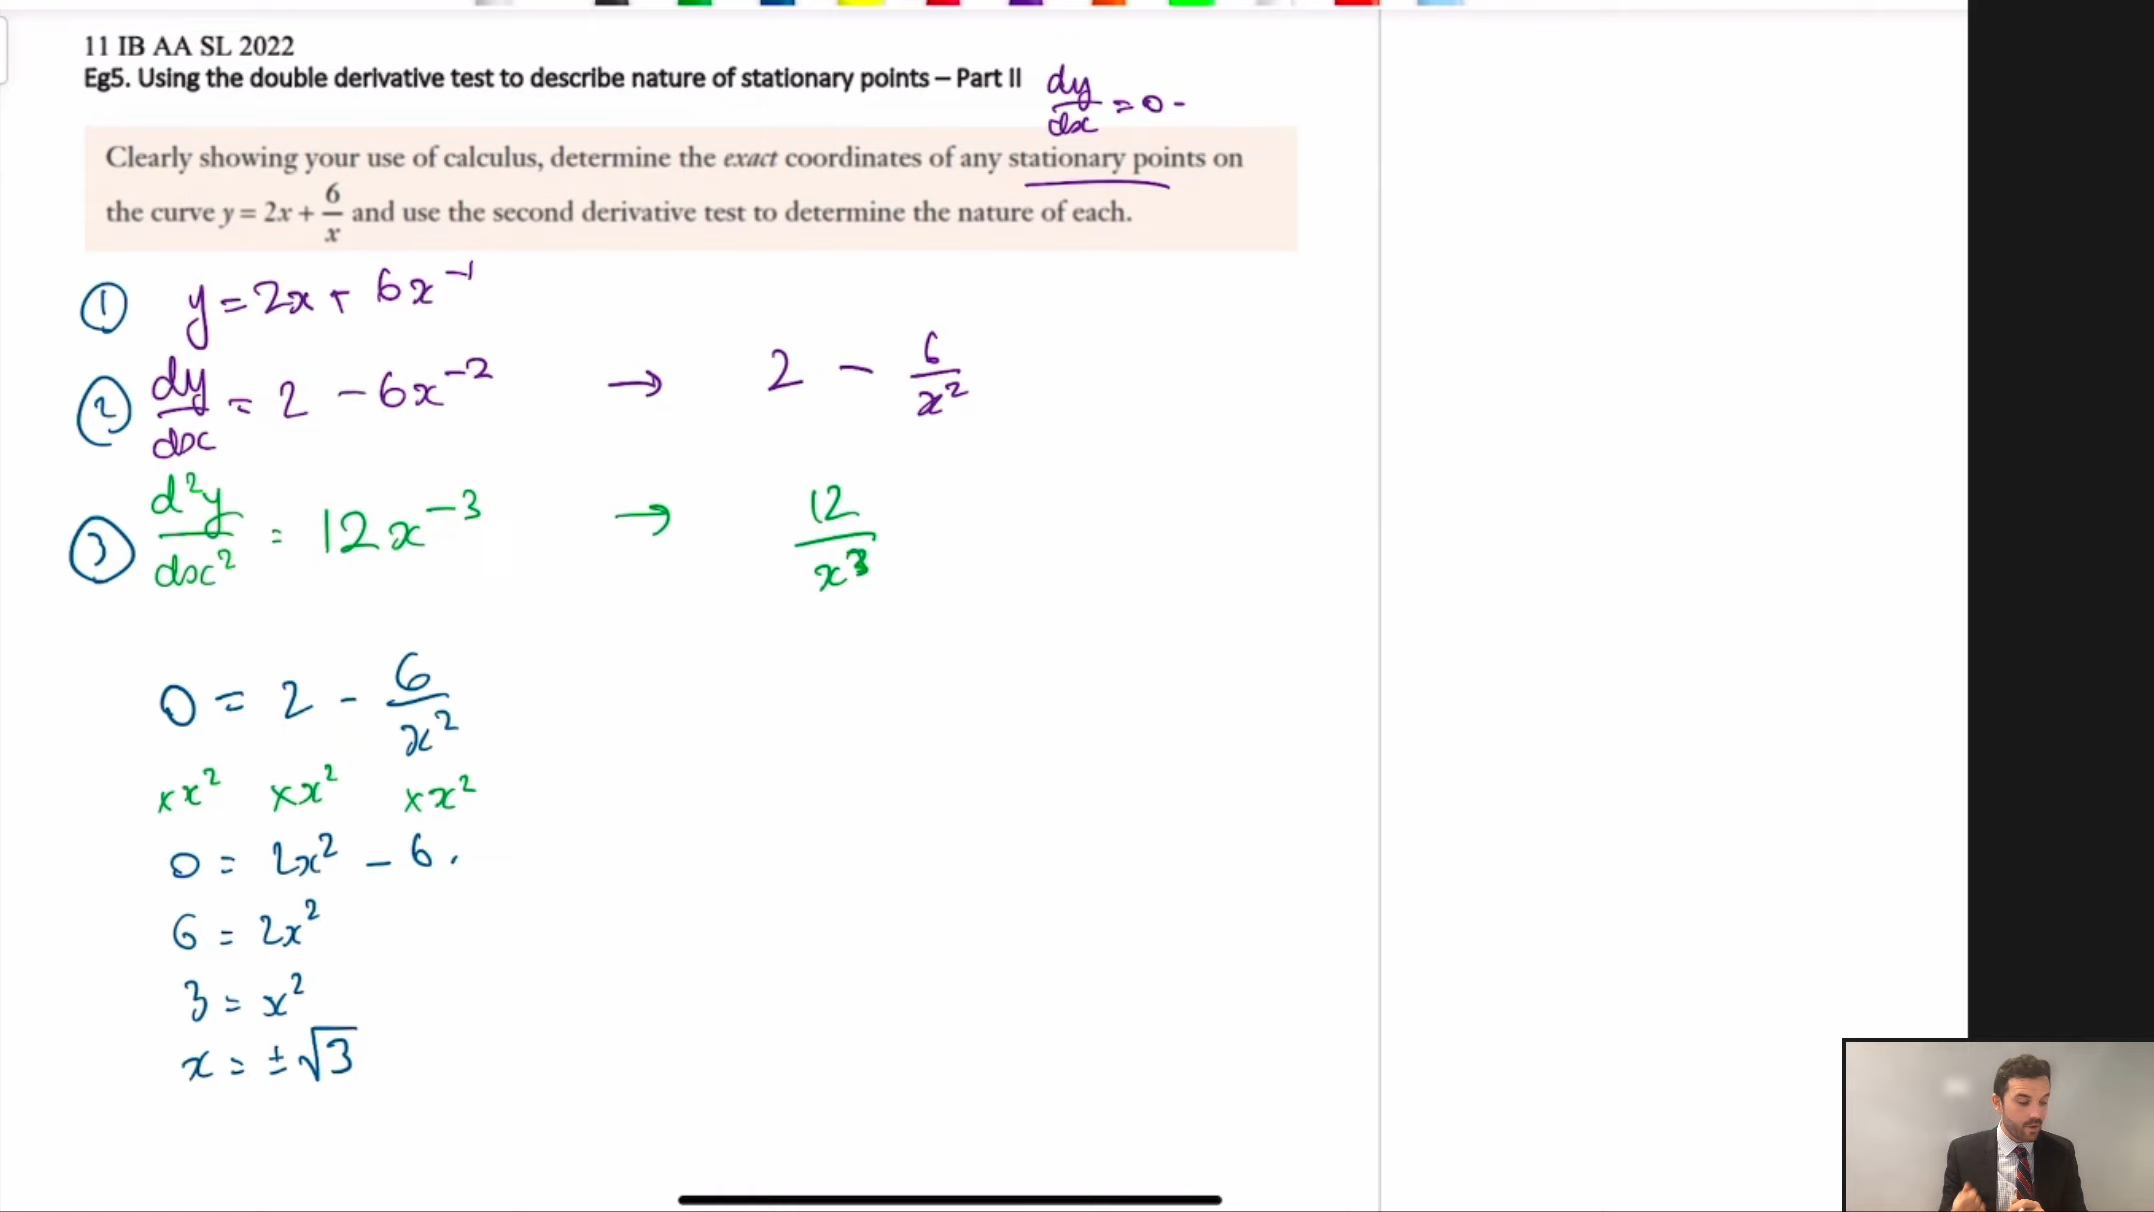 11 IB AA SL 2022
Eg5. Using the double derivative test to describe nature of stationary points – Part II
dy/dx = 0 -
Clearly showing your use of calculus, determine the exact coordinates of any stationary points on
the curve y = 2x + 6/x and use the second derivative test to determine the nature of each.
① y = 2x + 6x⁻¹
② dy/dx = 2 - 6x⁻² → 2 - 6/x²
③ d²y/dx² = 12x⁻³ → 12/x³
0 = 2 - 6/x²
×x² ×x² ×x²
0 = 2x² - 6.
6 = 2x²
3 = x²
x = ±√3